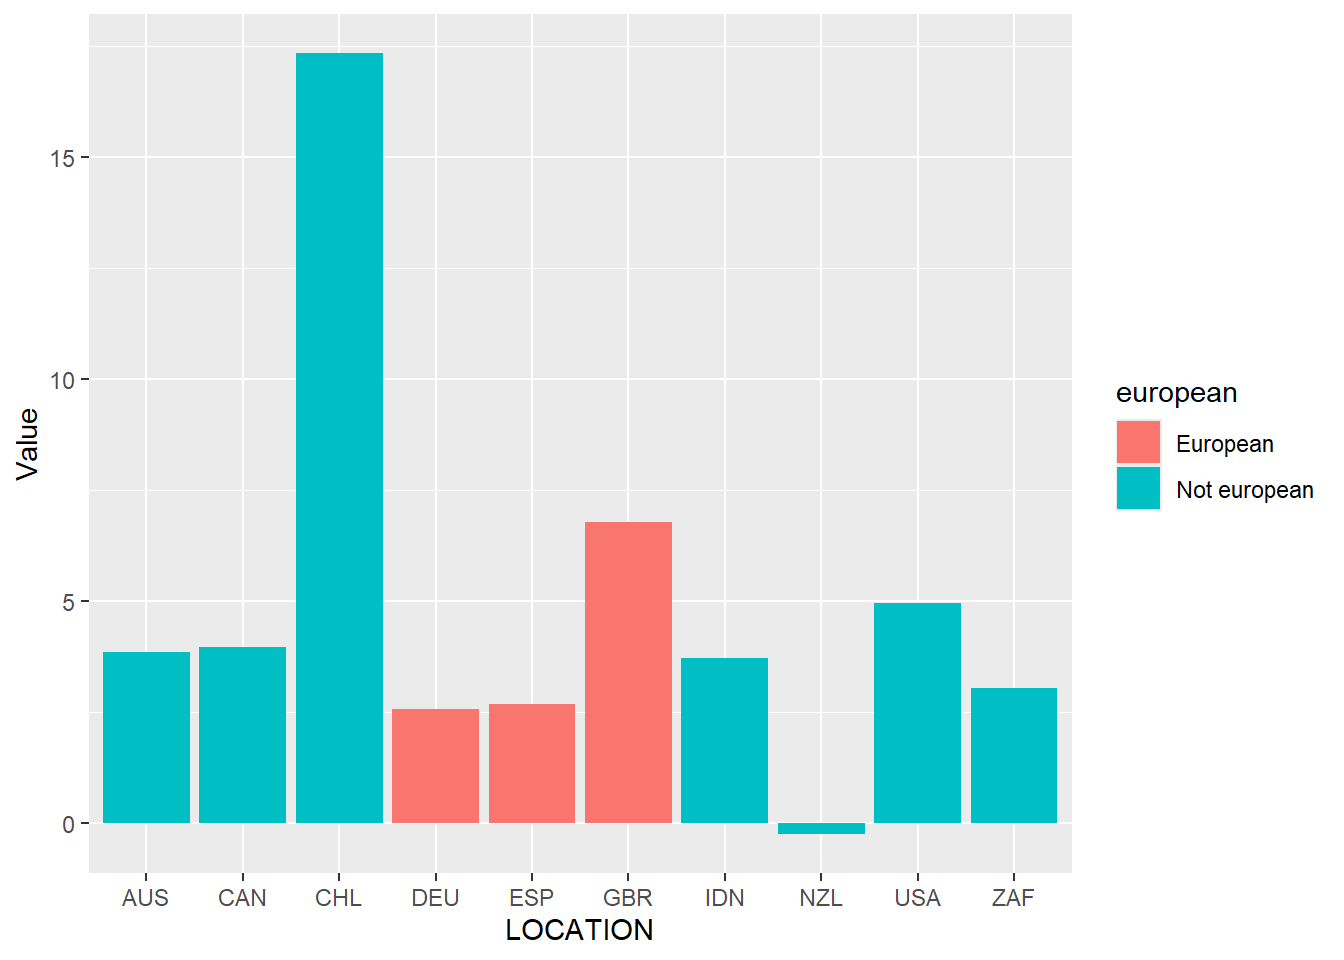 15
10
5
0
Value
AUS CAN CHL DEU ESP GBR IDN NZL USA ZAF
LOCATION
european
European
Not european